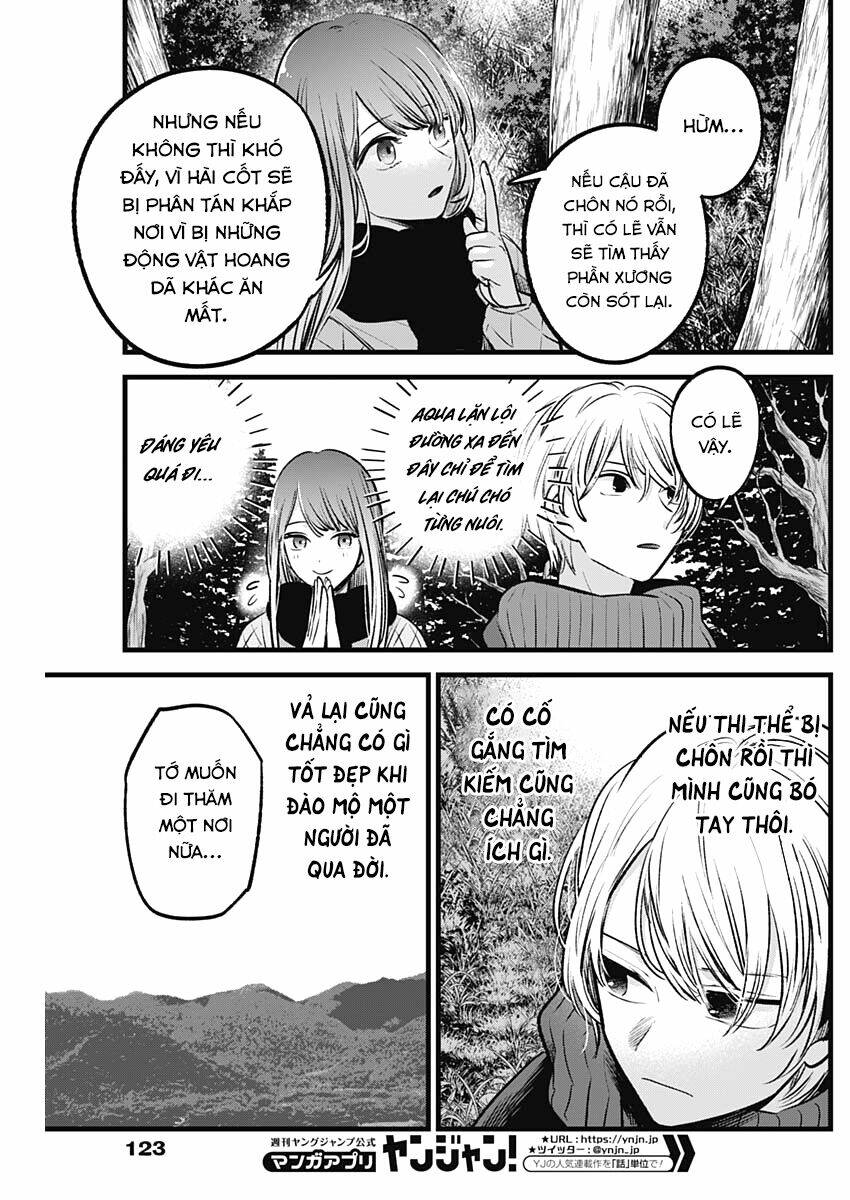 HỪM...
NẾU CẬU ĐÃ
CHÔN NÓ RỒI,
THÌ CÓ LẼ VẪN
SẼ TÌM THẤY
PHẦN XƯƠNG
CÒN SÓT LẠI.
NHƯNG NẾU
KHÔNG THÌ KHÓ
ĐẤY, VÌ HÀI CỐT SẼ
BỊ PHÂN TÁN KHẮP
NƠI VÌ BỊ NHỮNG
ĐỘNG VẬT HOANG
DÃ KHÁC ĂN
MẤT.
CÓ LẼ
VẬY.
AQUA LẶN LỘI
ĐƯỜNG XA ĐẾN
ĐÂY CHỈ ĐỂ TÌM
LẠI CHÚ CHÓ
TỪNG NUÔI.
ĐÁNG YÊU
QUÁ ĐI...
NẾU THI THỂ BỊ
CHÔN RỒI THÌ
MÌNH CŨNG BÓ
TAY THÔI.
CÓ CỐ
GẮNG TÌM
KIẾM CŨNG
CHẲNG
ÍCH GÌ.
VẢ LẠI CŨNG
CHẲNG CÓ GÌ
TỐT ĐẸP KHI
ĐÀO MỘ MỘT
NGƯỜI ĐÃ
QUA ĐỜI.
TỚ MUỐN
ĐI THĂM
MỘT NƠI
NỮA...
123
週刊ヤングジャンプ公式
マンガアプリ
ヤンジャン!
★URL:https://ynjn.jp
★ツイッター:@ynjn_jp
YJの人気連載作を「話」単位で!